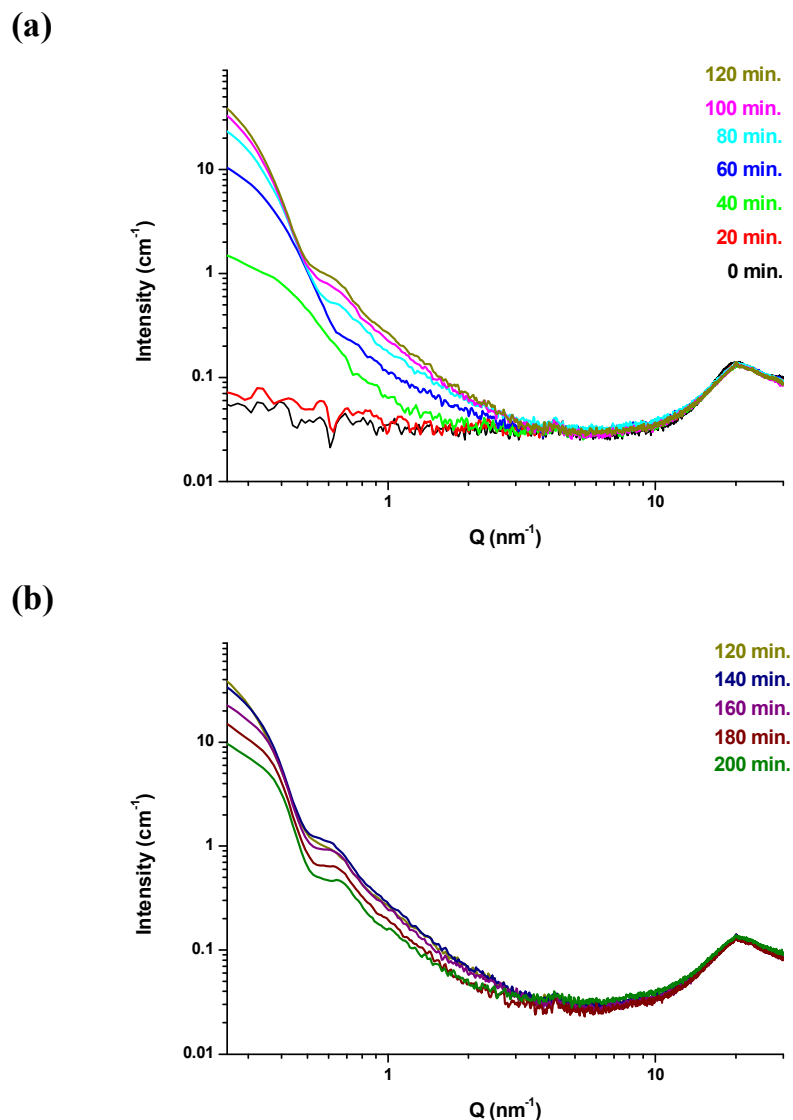 (a)
120 min.
100 min.
80 min.
60 min.
40 min.
20 min.
0 min.
10
1
0.1
0.01
Intensity (cm⁻¹)
1
10
Q (nm⁻¹)
(b)
120 min.
140 min.
160 min.
180 min.
200 min.
10
1
0.1
0.01
Intensity (cm⁻¹)
1
10
Q (nm⁻¹)